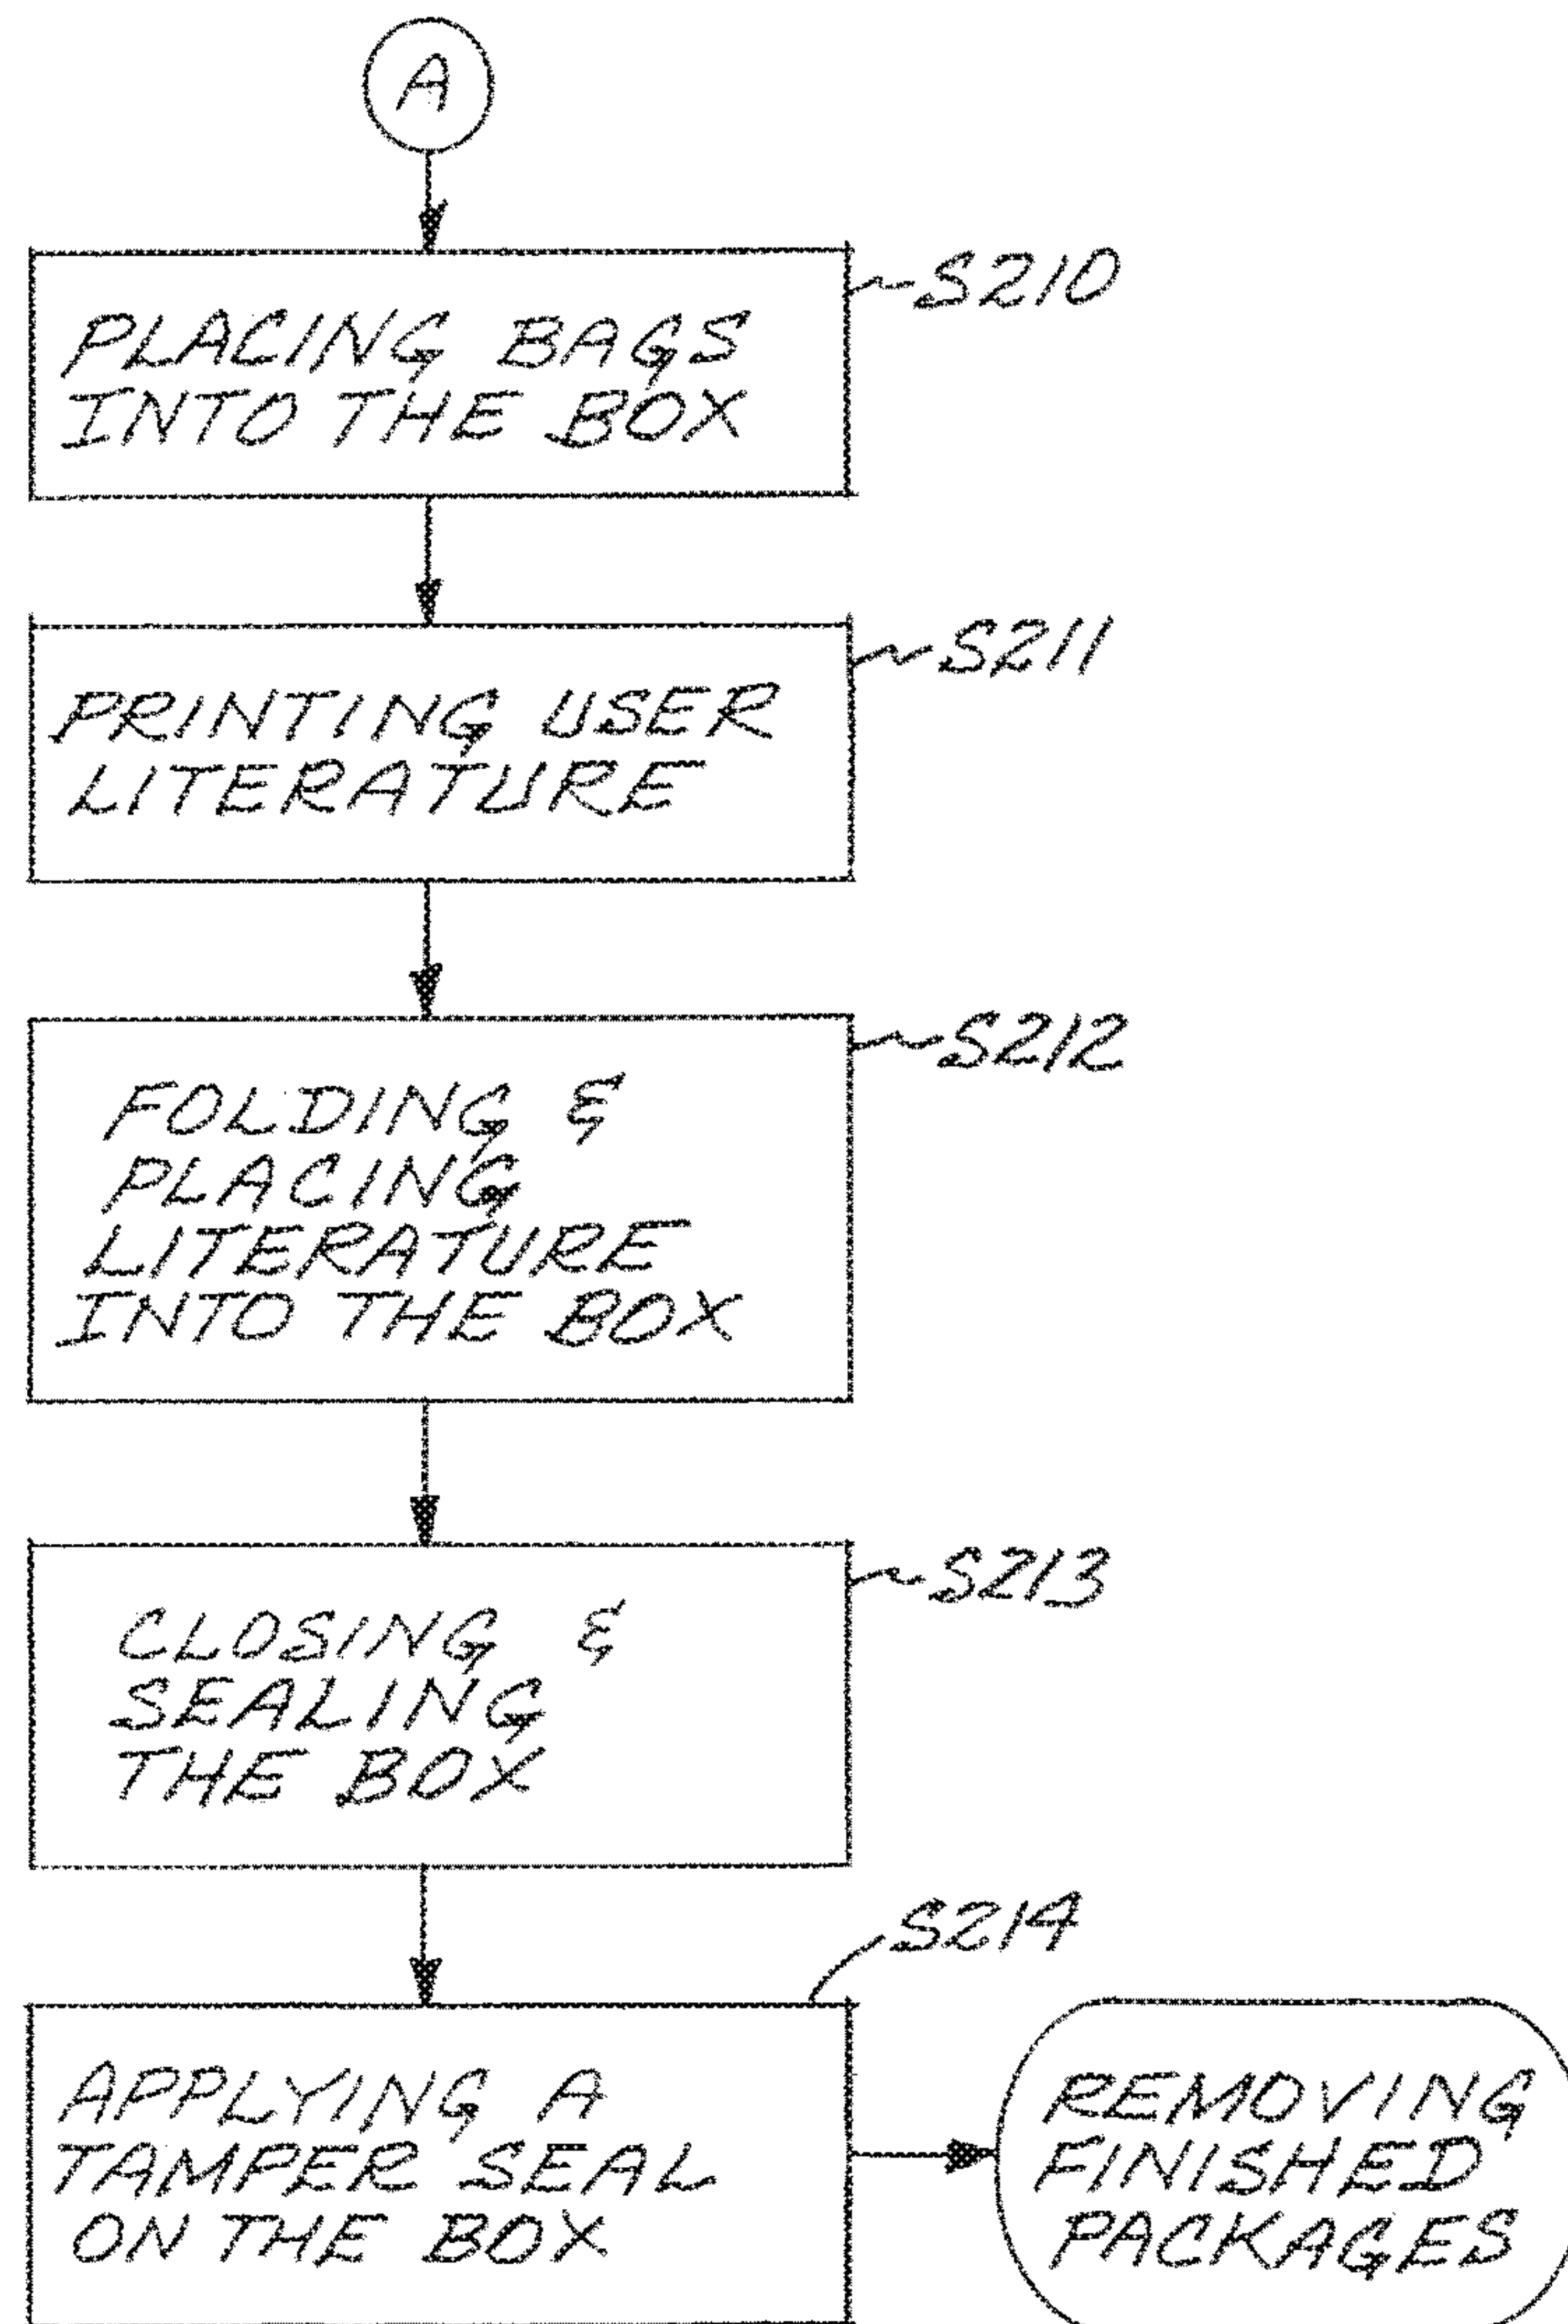 A
S210
PLACING BAGS
INTO THE BOX
S211
PRINTING USER
LITERATURE
S212
FOLDING &
PLACING
LITERATURE
INTO THE BOX
S213
CLOSING &
SEALING
THE BOX
S214
APPLYING A
TAMPER SEAL
ON THE BOX
REMOVING
FINISHED
PACKAGES